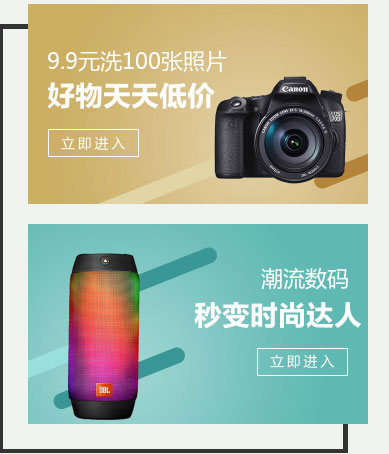 9.9元洗100张照片
好物天天低价
立即进入
Canon
EOS
70D
潮流数码
秒变时尚达人
立即进入
JBL